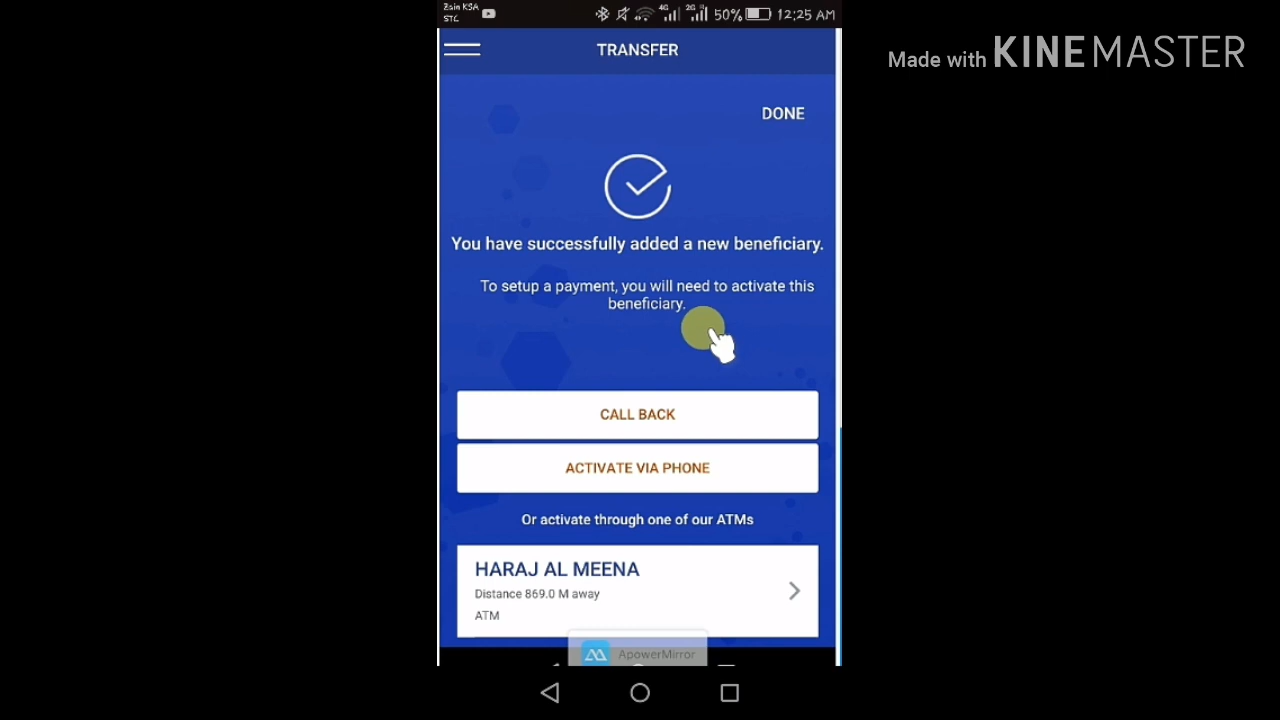 Zain KSA
STC
4G
2G
50%
12:25 AM
Made with KINEMASTER
TRANSFER
DONE
You have successfully added a new beneficiary.
To setup a payment, you will need to activate this
beneficiary.
CALL BACK
ACTIVATE VIA PHONE
Or activate through one of our ATMs
HARAJ AL MEENA
Distance 869.0 M away
ATM
ApowerMirror